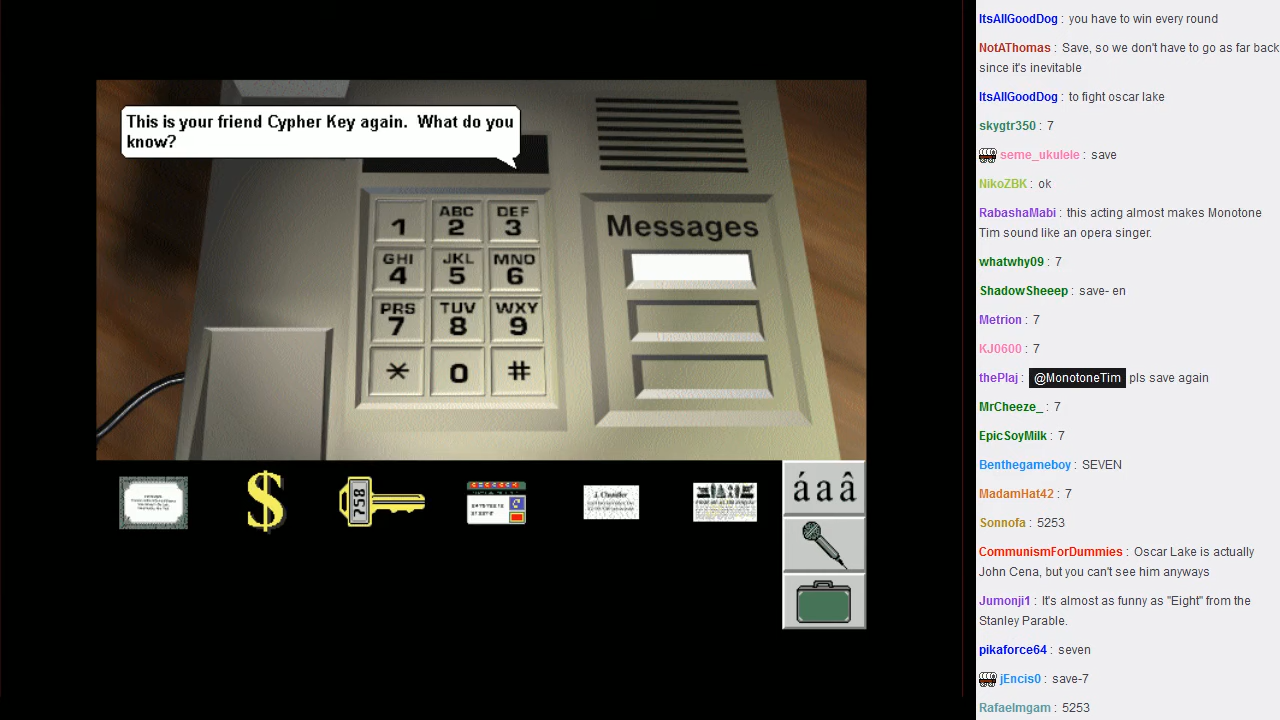 This is your friend Cypher Key again.  What do you
know?
1
ABC
2
DEF
3
GHI
4
JKL
5
MNO
6
PRS
7
TUV
8
WXY
9
*
0
#
Messages
$
758
J. Chandler
á a â
ItsAllGoodDog : you have to win every round
NotAThomas : Save, so we don't have to go as far back
since it's inevitable
ItsAllGoodDog : to fight oscar lake
skygtr350 : 7
seme_ukulele : save
NikoZBK : ok
RabashaMabi : this acting almost makes Monotone
Tim sound like an opera singer.
whatwhy09 : 7
ShadowSheeep : save- en
Metrion : 7
KJ0600 : 7
thePlaj : @MonotoneTim pls save again
MrCheeze_ : 7
EpicSoyMilk : 7
Benthegameboy : SEVEN
MadamHat42 : 7
Sonnofa : 5253
CommunismForDummies : Oscar Lake is actually
John Cena, but you can't see him anyways
Jumonji1 : It's almost as funny as "Eight" from the
Stanley Parable.
pikaforce64 : seven
jEncis0 : save-7
Rafaelmgam : 5253